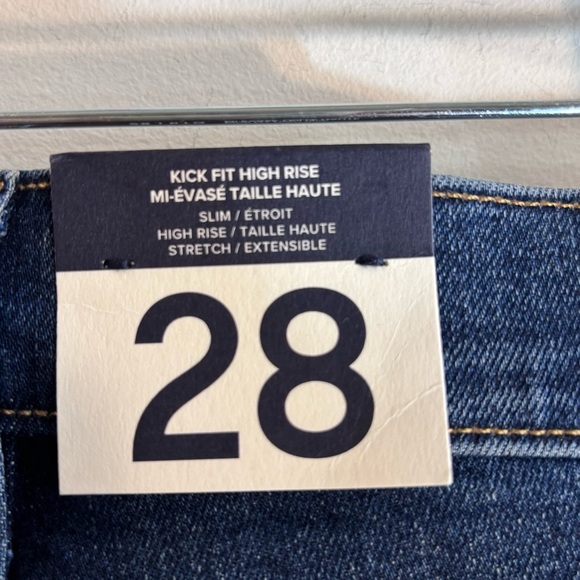 KICK FIT HIGH RISE
MI-ÉVASÉ TAILLE HAUTE
SLIM / ÉTROIT
HIGH RISE / TAILLE HAUTE
STRETCH / EXTENSIBLE
28